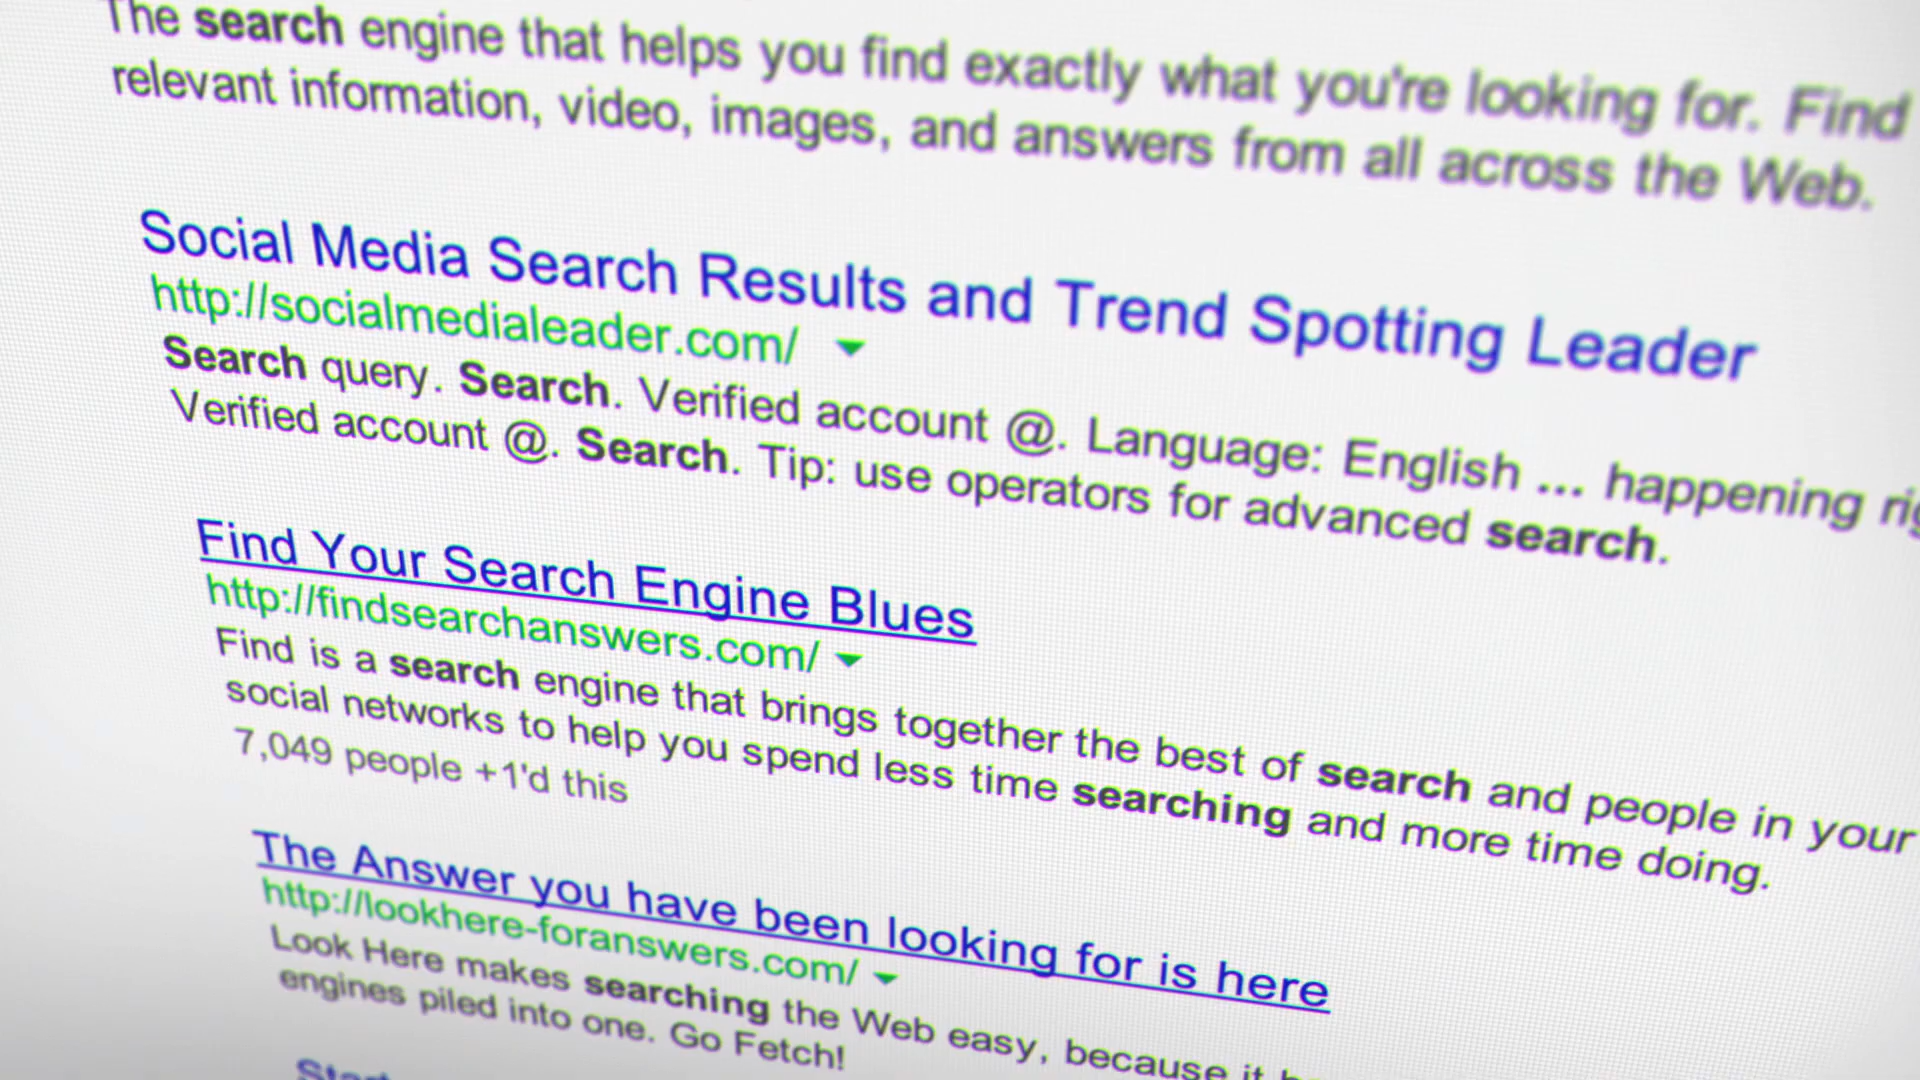 The search engine that helps you find exactly what you're looking for. Find
relevant information, video, images, and answers from all across the Web.
Social Media Search Results and Trend Spotting Leader
http://socialmedialeader.com/
Search query. Search. Verified account @. Language: English ... happening
Verified account @. Search. Tip: use operators for advanced search.
Find Your Search Engine Blues
http://findsearchanswers.com/
Find is a search engine that brings together the best of search and people in your
social networks to help you spend less time searching and more time doing.
7,049 people +1'd this
The Answer you have been looking for is here
http://lookhere-foranswers.com/
Look Here makes searching the Web easy, because it
engines piled into one. Go Fetch!